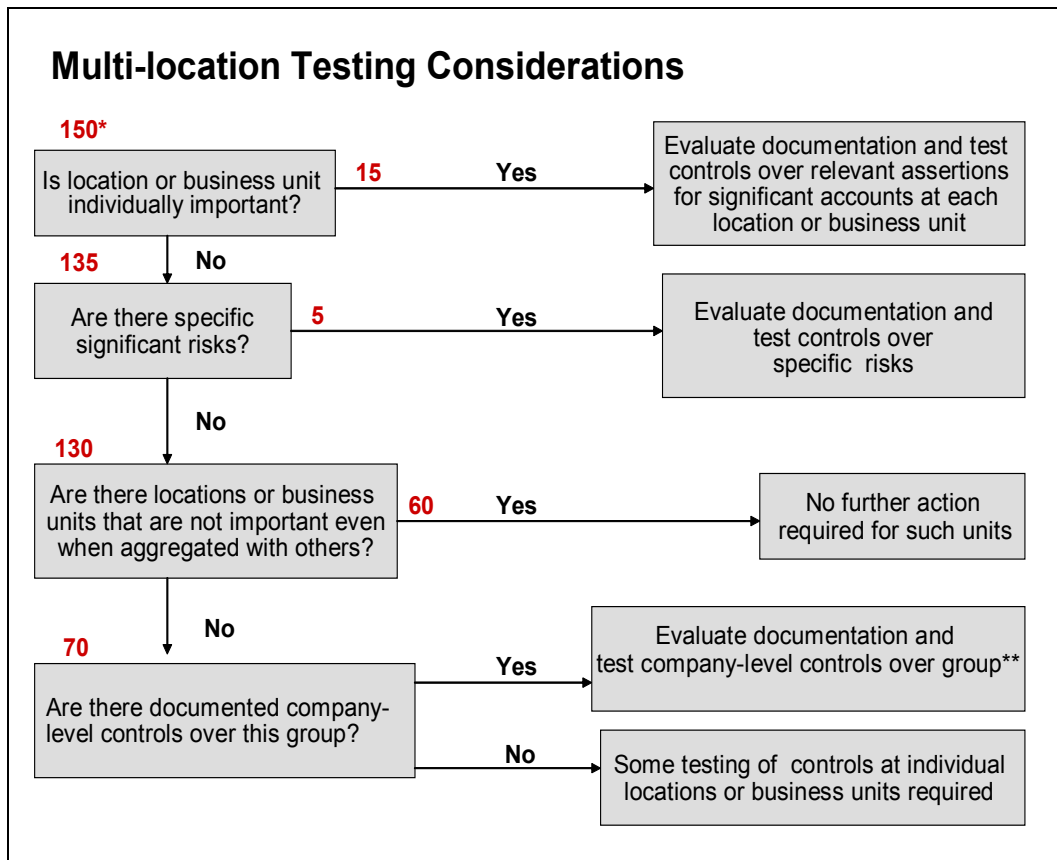 Multi-location Testing Considerations
150*
Is location or business unit
individually important?
15
Yes
Evaluate documentation and test
controls over relevant assertions
for significant accounts at each
location or business unit
No
135
Are there specific
significant risks?
5
Yes
Evaluate documentation and
test controls over
specific risks
No
130
Are there locations or business
units that are not important even
when aggregated with others?
60
Yes
No further action
required for such units
No
70
Are there documented company-
level controls over this group?
Yes
Evaluate documentation and
test company-level controls over group**
No
Some testing of controls at individual
locations or business units required